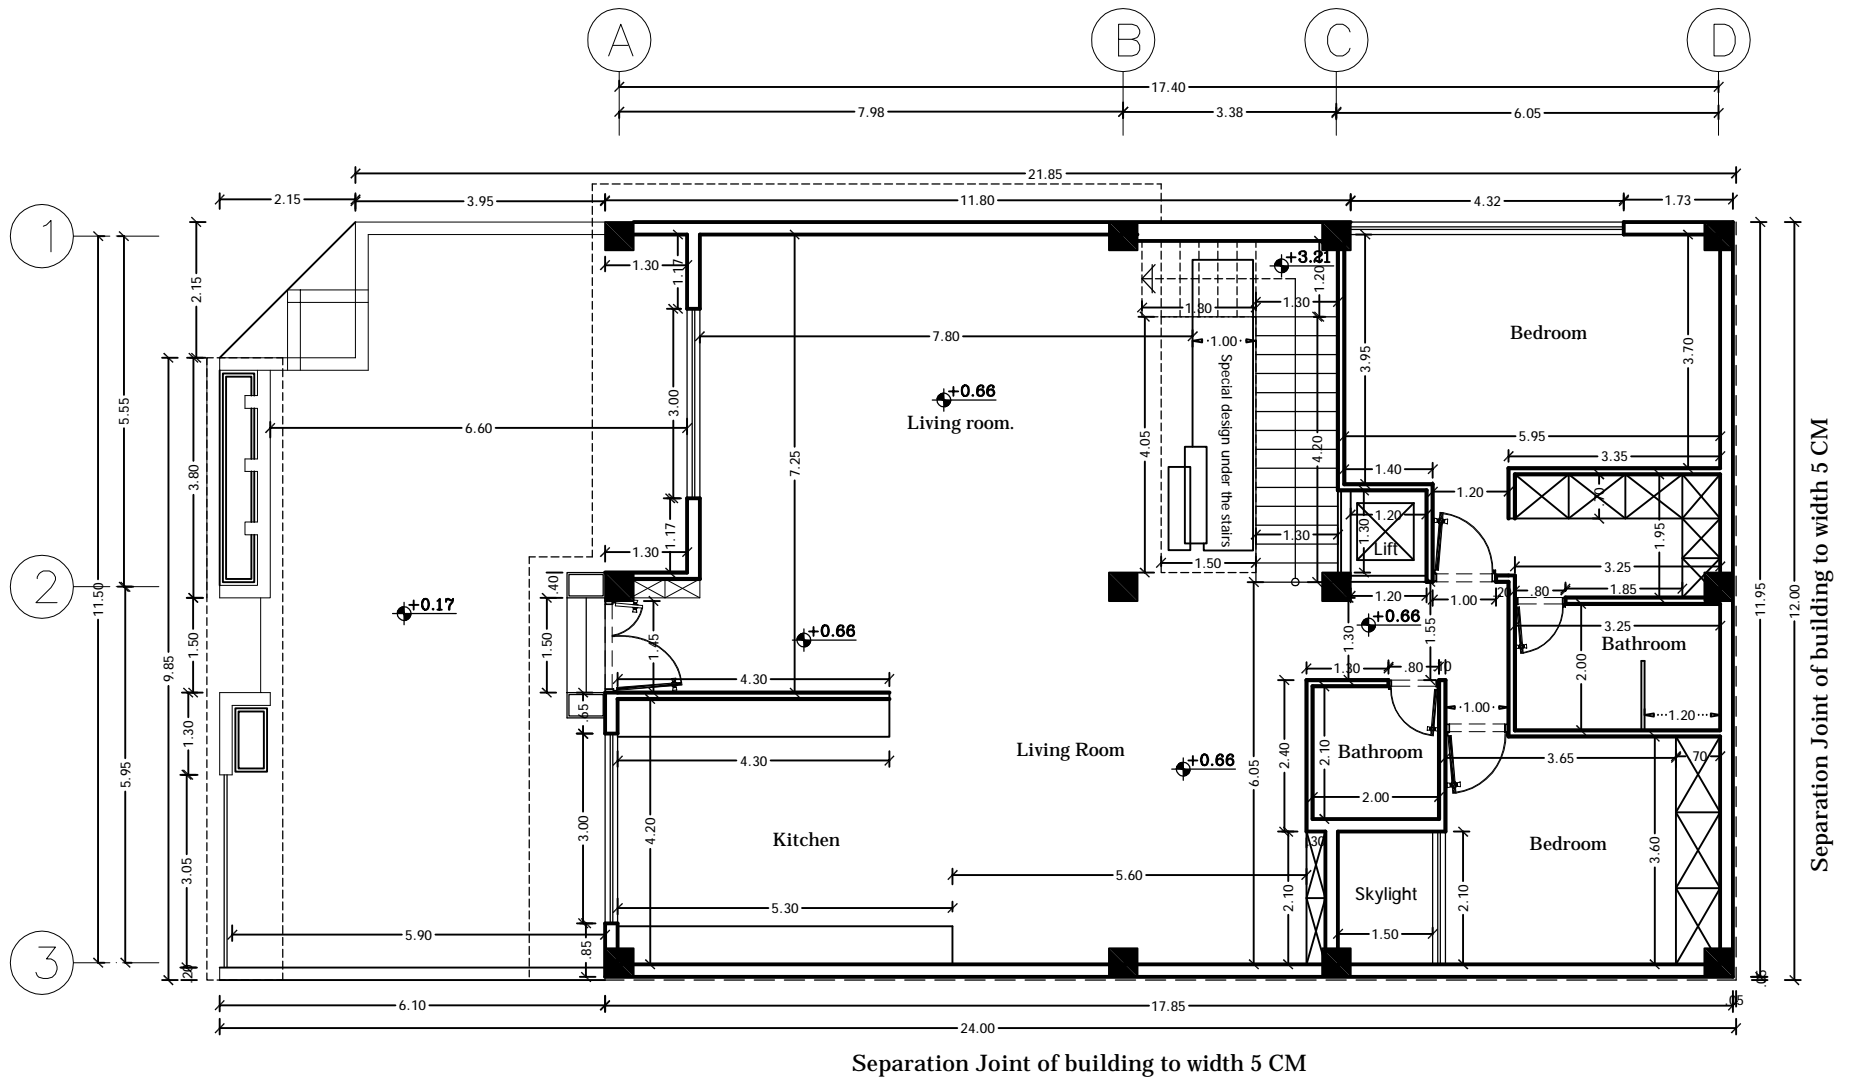 A B C D
17.40
7.98 3.38 6.05
21.85
2.15 3.95 11.80 4.32 1.73
1
+3.21
1.30 1.17 1.20
2.15
1.80 1.30
Bedroom
7.80 1.00
3.95 3.70
+0.66
3.00
Living room.
Special design under the stairs
6.60
5.55
4.05 4.20
5.95
3.35
7.25
1.40
3.80
1.20
.70
1.20
1.17 1.30 1.95
1.30 1.30
Lift
1.50
3.25
2
.40
1.20 1.00 .20 .80 1.85
11.50
11.95 12.00
+0.17
+0.66
+0.66
3.25
1.50 1.50 1.45 1.30 1.55
Bathroom
9.85
2.00
4.30
1.30 .80 .10
.65
1.00 1.20
1.30
Living Room
Bathroom
4.30
+0.66
2.40 2.10
3.65 .70
5.95
6.05
2.00
3.00 4.20
Kitchen
.30
Bedroom
3.60
3.05
5.60
2.10
Skylight
2.10
5.30
5.90
1.50
.85
3
.20
.05
6.10 17.85 .05
24.00
Separation Joint of building to width 5 CM
Separation Joint of building to width 5 CM